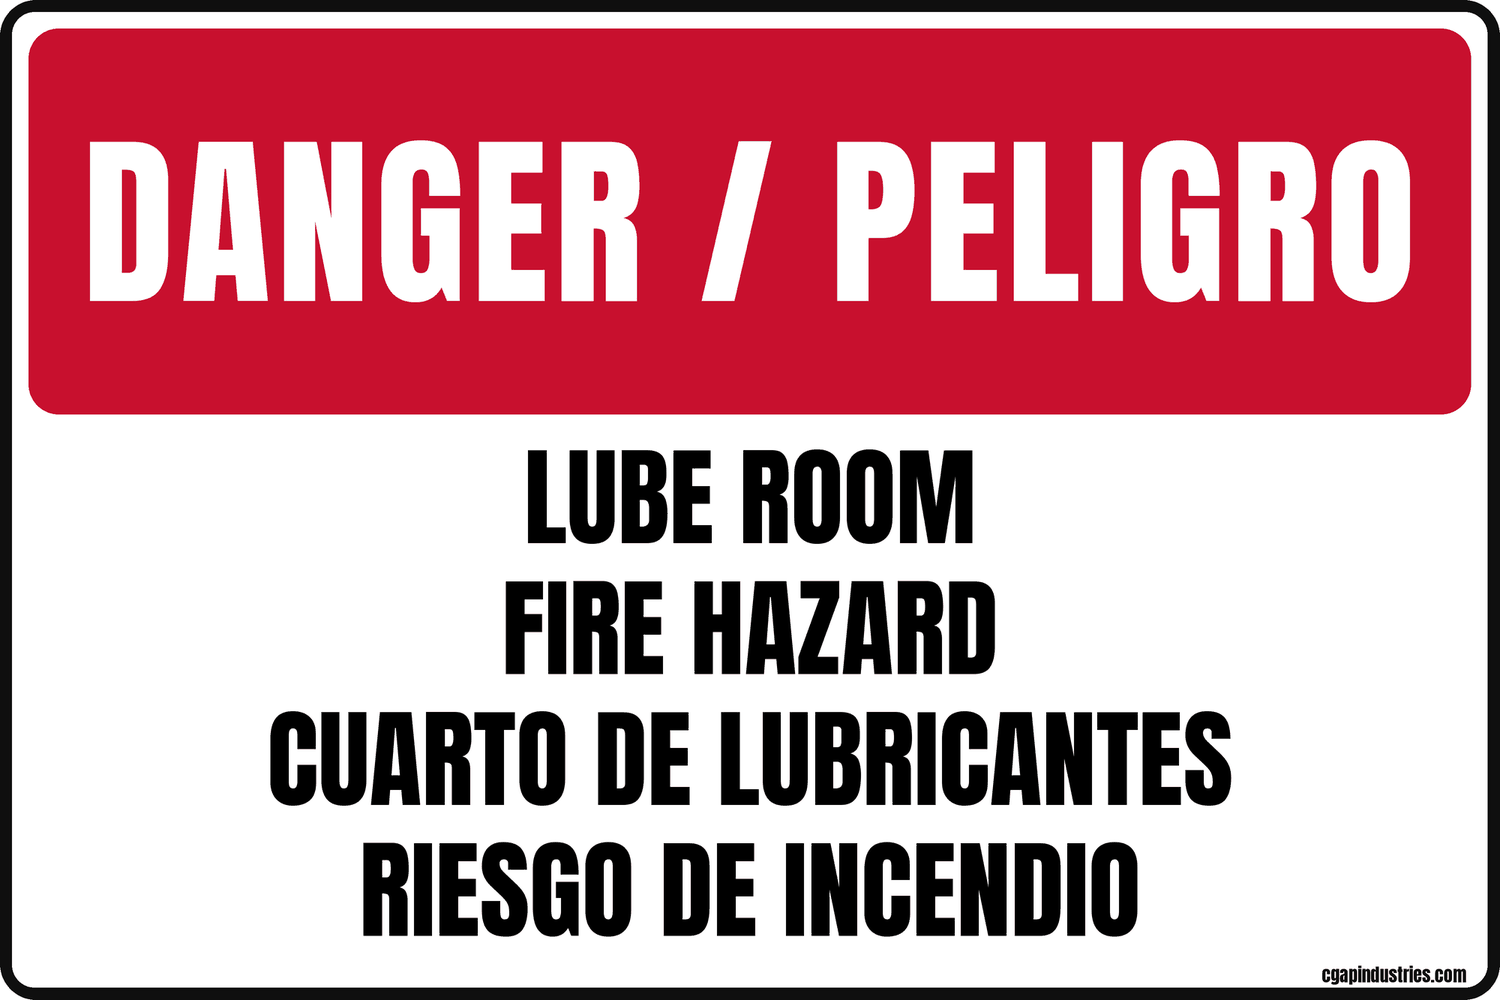 DANGER / PELIGRO
LUBE ROOM
FIRE HAZARD
CUARTO DE LUBRICANTES
RIESGO DE INCENDIO
cgapindustries.com